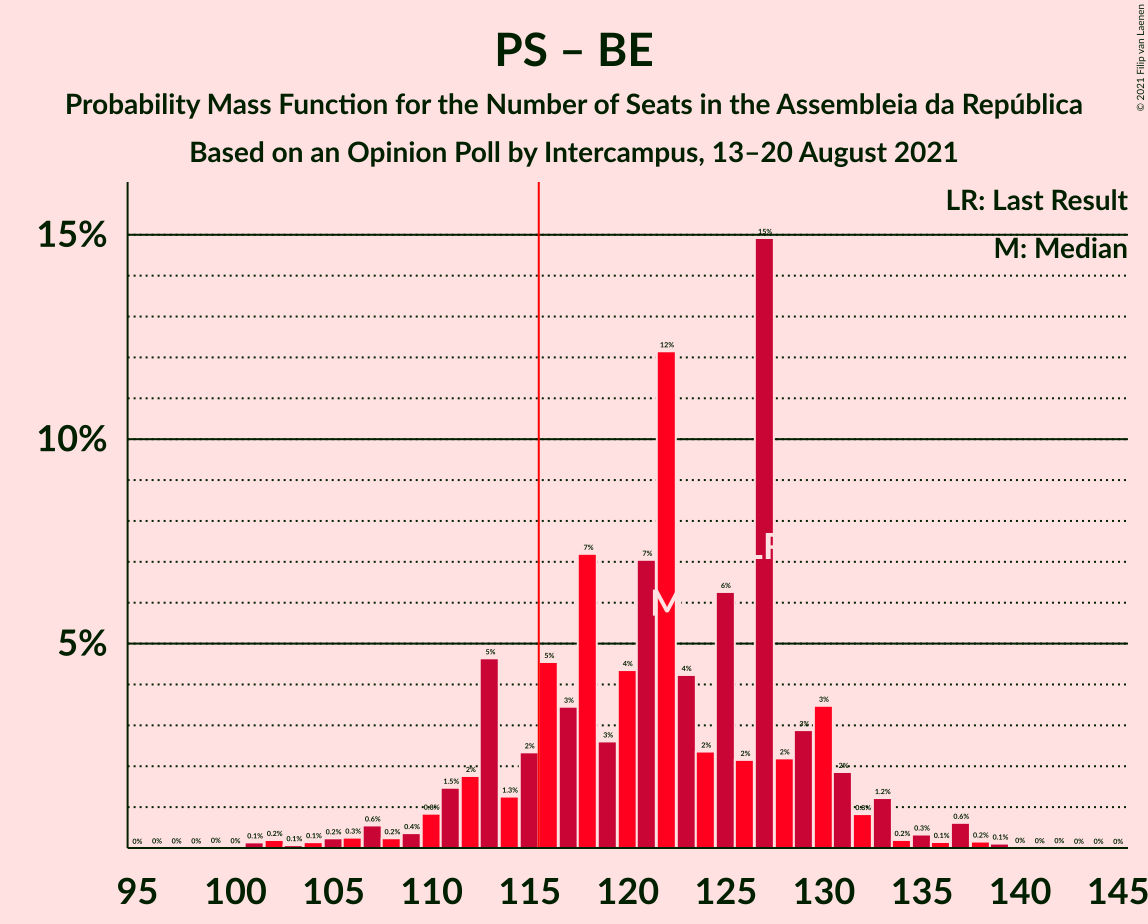 PS – BE
Probability Mass Function for the Number of Seats in the Assembleia da República
Based on an Opinion Poll by Intercampus, 13–20 August 2021
© 2021 Filip van Laenen
LR: Last Result
M: Median
15%
10%
5%
0% 0% 0% 0% 0% 0% 0.1% 0.2% 0.1% 0.1% 0.2% 0.3% 0.6% 0.2% 0.4% 0.8% 1.5% 2% 5% 1.3% 2% 5% 3% 7% 3% 4% 7% 12% 4% 2% 6% 2% 15% 2% 3% 3% 2% 0.8% 1.2% 0.2% 0.3% 0.1% 0.6% 0.2% 0.1% 0% 0% 0% 0% 0% 0%
M
LR
95 100 105 110 115 120 125 130 135 140 145